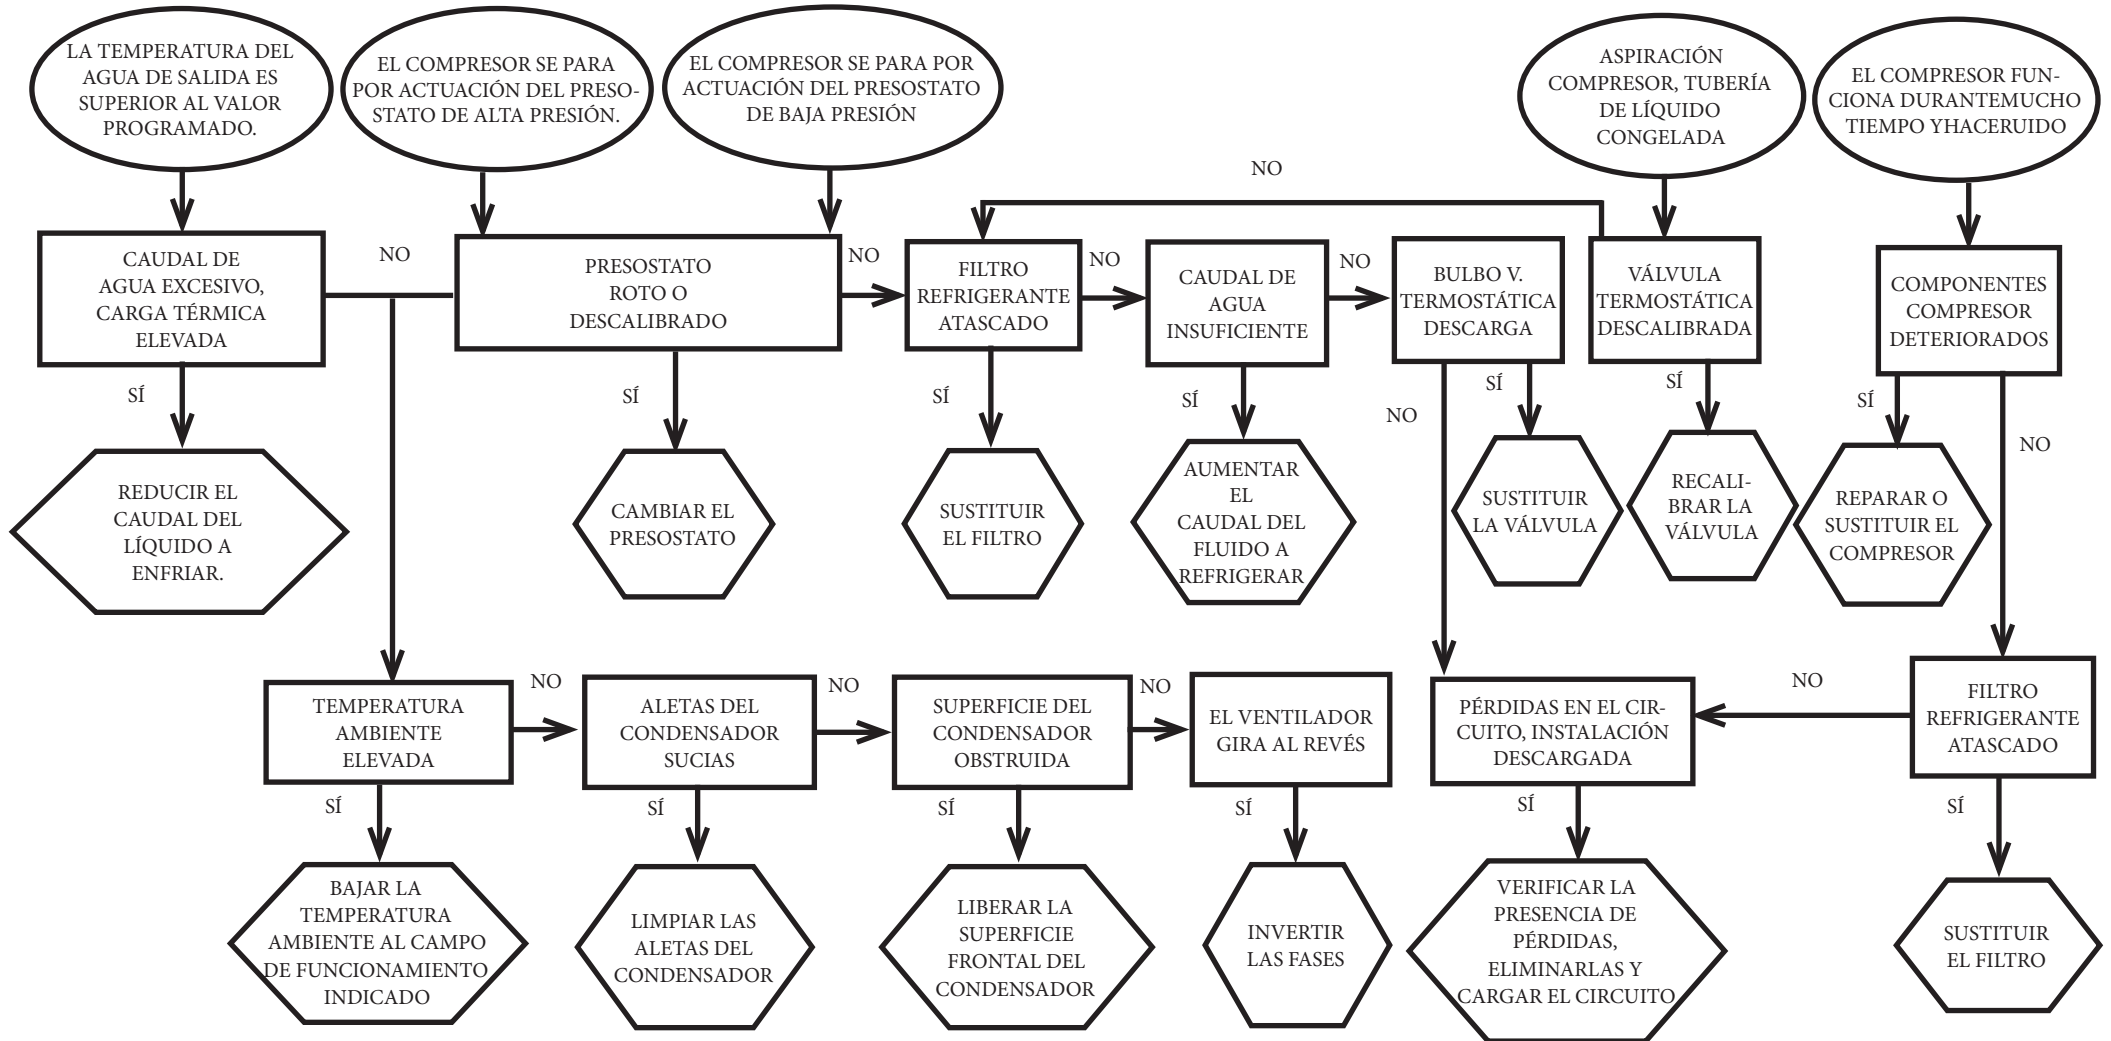 LA TEMPERATURA DEL
AGUA DE SALIDA ES
SUPERIOR AL VALOR
PROGRAMADO.
EL COMPRESOR SE PARA
POR ACTUACIÓN DEL PRESO-
STATO DE ALTA PRESIÓN.
EL COMPRESOR SE PARA POR
ACTUACIÓN DEL PRESOSTATO
DE BAJA PRESIÓN
ASPIRACIÓN
COMPRESOR, TUBERÍA
DE LÍQUIDO
CONGELADA
EL COMPRESOR FUN-
CIONA DURANTEMUCHO
TIEMPO YHACERUIDO
NO
CAUDAL DE
AGUA EXCESIVO,
CARGA TÉRMICA
ELEVADA
NO
PRESOSTATO
ROTO O
DESCALIBRADO
NO
FILTRO
REFRIGERANTE
ATASCADO
NO
CAUDAL DE
AGUA
INSUFICIENTE
NO
BULBO V.
TERMOSTÁTICA
DESCARGA
VÁLVULA
TERMOSTÁTICA
DESCALIBRADA
COMPONENTES
COMPRESOR
DETERIORADOS
SÍ
SÍ
SÍ
SÍ
NO
SÍ
SÍ
SÍ
NO
REDUCIR EL
CAUDAL DEL
LÍQUIDO A
ENFRIAR.
CAMBIAR EL
PRESOSTATO
SUSTITUIR
EL FILTRO
AUMENTAR
EL
CAUDAL DEL
FLUIDO A
REFRIGERAR
SUSTITUIR
LA VÁLVULA
RECALI-
BRAR LA
VÁLVULA
REPARAR O
SUSTITUIR EL
COMPRESOR
TEMPERATURA
AMBIENTE
ELEVADA
NO
ALETAS DEL
CONDENSADOR
SUCIAS
NO
SUPERFICIE DEL
CONDENSADOR
OBSTRUIDA
NO
EL VENTILADOR
GIRA AL REVÉS
PÉRDIDAS EN EL CIR-
CUITO, INSTALACIÓN
DESCARGADA
NO
FILTRO
REFRIGERANTE
ATASCADO
SÍ
SÍ
SÍ
SÍ
SÍ
SÍ
BAJAR LA
TEMPERATURA
AMBIENTE AL CAMPO
DE FUNCIONAMIENTO
INDICADO
LIMPIAR LAS
ALETAS DEL
CONDENSADOR
LIBERAR LA
SUPERFICIE
FRONTAL DEL
CONDENSADOR
INVERTIR
LAS FASES
VERIFICAR LA
PRESENCIA DE
PÉRDIDAS,
ELIMINARLAS Y
CARGAR EL CIRCUITO
SUSTITUIR
EL FILTRO